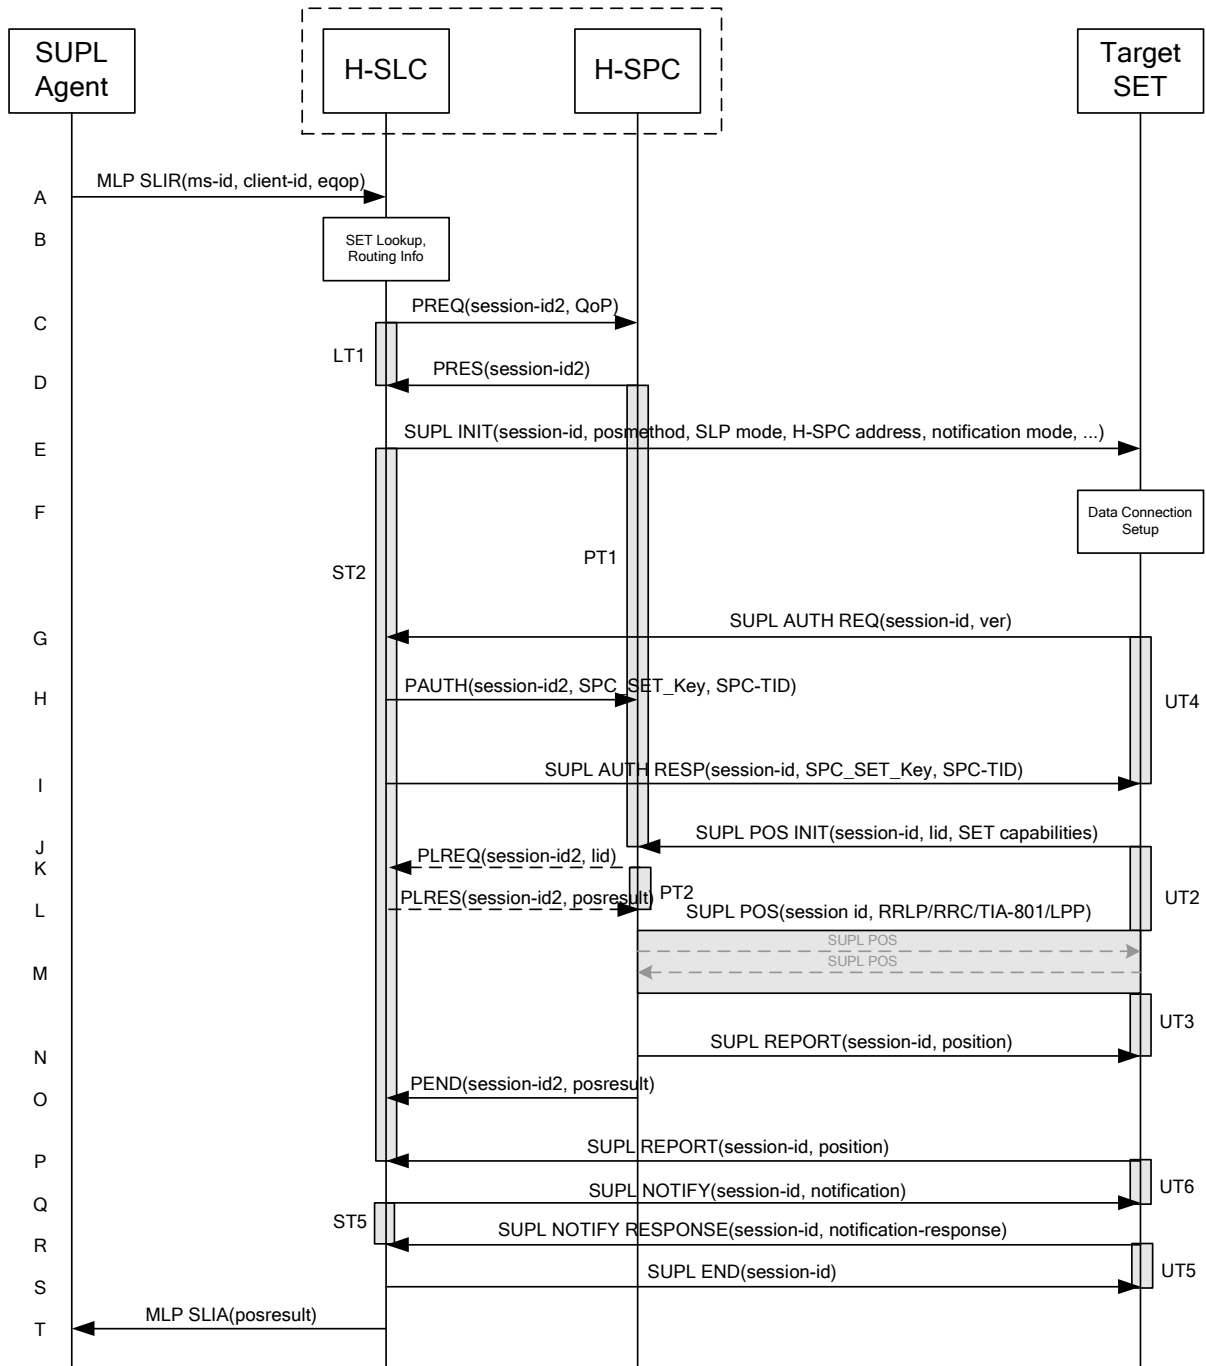 SUPL
Agent
H-SLC
H-SPC
Target
SET
A
MLP SLIR(ms-id, client-id, eqop)
B
SET Lookup,
Routing Info
C
PREQ(session-id2, QoP)
LT1
D
PRES(session-id2)
E
SUPL INIT(session-id, posmethod, SLP mode, H-SPC address, notification mode, ...)
F
Data Connection
Setup
ST2
PT1
G
SUPL AUTH REQ(session-id, ver)
H
PAUTH(session-id2, SPC_SET_Key, SPC-TID)
UT4
I
SUPL AUTH RESP(session-id, SPC_SET_Key, SPC-TID)
J
SUPL POS INIT(session-id, lid, SET capabilities)
K
PLREQ(session-id2, lid)
L
PLRES(session-id2, posresult)
PT2
UT2
SUPL POS(session id, RRLP/RRC/TIA-801/LPP)
SUPL POS
SUPL POS
M
UT3
N
SUPL REPORT(session-id, position)
O
PEND(session-id2, posresult)
P
SUPL REPORT(session-id, position)
UT6
Q
SUPL NOTIFY(session-id, notification)
ST5
R
SUPL NOTIFY RESPONSE(session-id, notification-response)
UT5
S
SUPL END(session-id)
T
MLP SLIA(posresult)